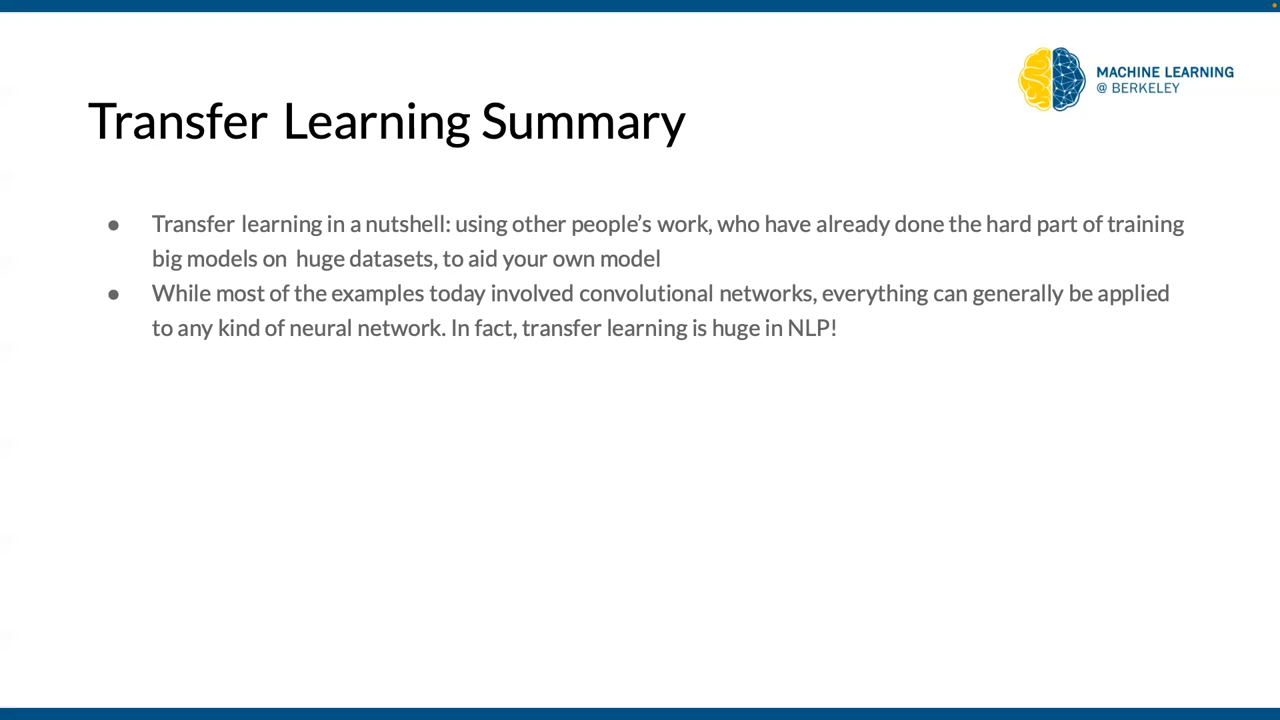 MACHINE LEARNING
@ BERKELEY
Transfer Learning Summary
● Transfer learning in a nutshell: using other people’s work, who have already done the hard part of training
big models on huge datasets, to aid your own model
● While most of the examples today involved convolutional networks, everything can generally be applied
to any kind of neural network. In fact, transfer learning is huge in NLP!